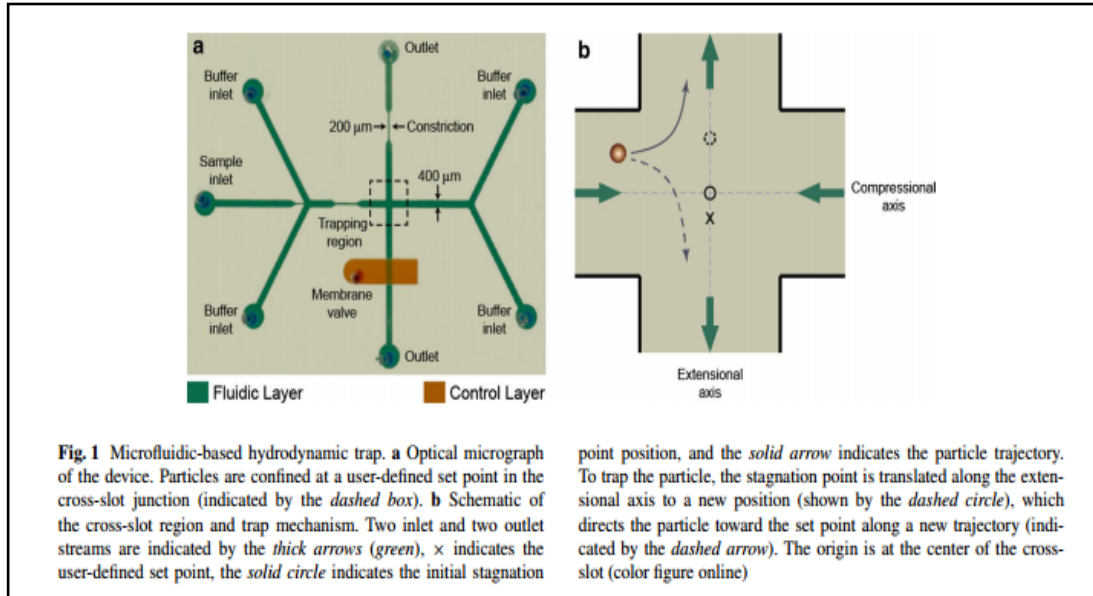 a
Outlet
Buffer
inlet
Buffer
inlet
200 μm
Constriction
Sample
inlet
400 μm
Trapping
region
Membrane
valve
Buffer
inlet
Buffer
inlet
Outlet
Fluidic Layer
Control Layer
b
Compressional
axis
X
Extensional
axis
Fig. 1 Microfluidic-based hydrodynamic trap. a Optical micrograph
of the device. Particles are confined at a user-defined set point in the
cross-slot junction (indicated by the dashed box). b Schematic of
the cross-slot region and trap mechanism. Two inlet and two outlet
streams are indicated by the thick arrows (green), × indicates the
user-defined set point, the solid circle indicates the initial stagnation
point position, and the solid arrow indicates the particle trajectory.
To trap the particle, the stagnation point is translated along the exten-
sional axis to a new position (shown by the dashed circle), which
directs the particle toward the set point along a new trajectory (indi-
cated by the dashed arrow). The origin is at the center of the cross-
slot (color figure online)